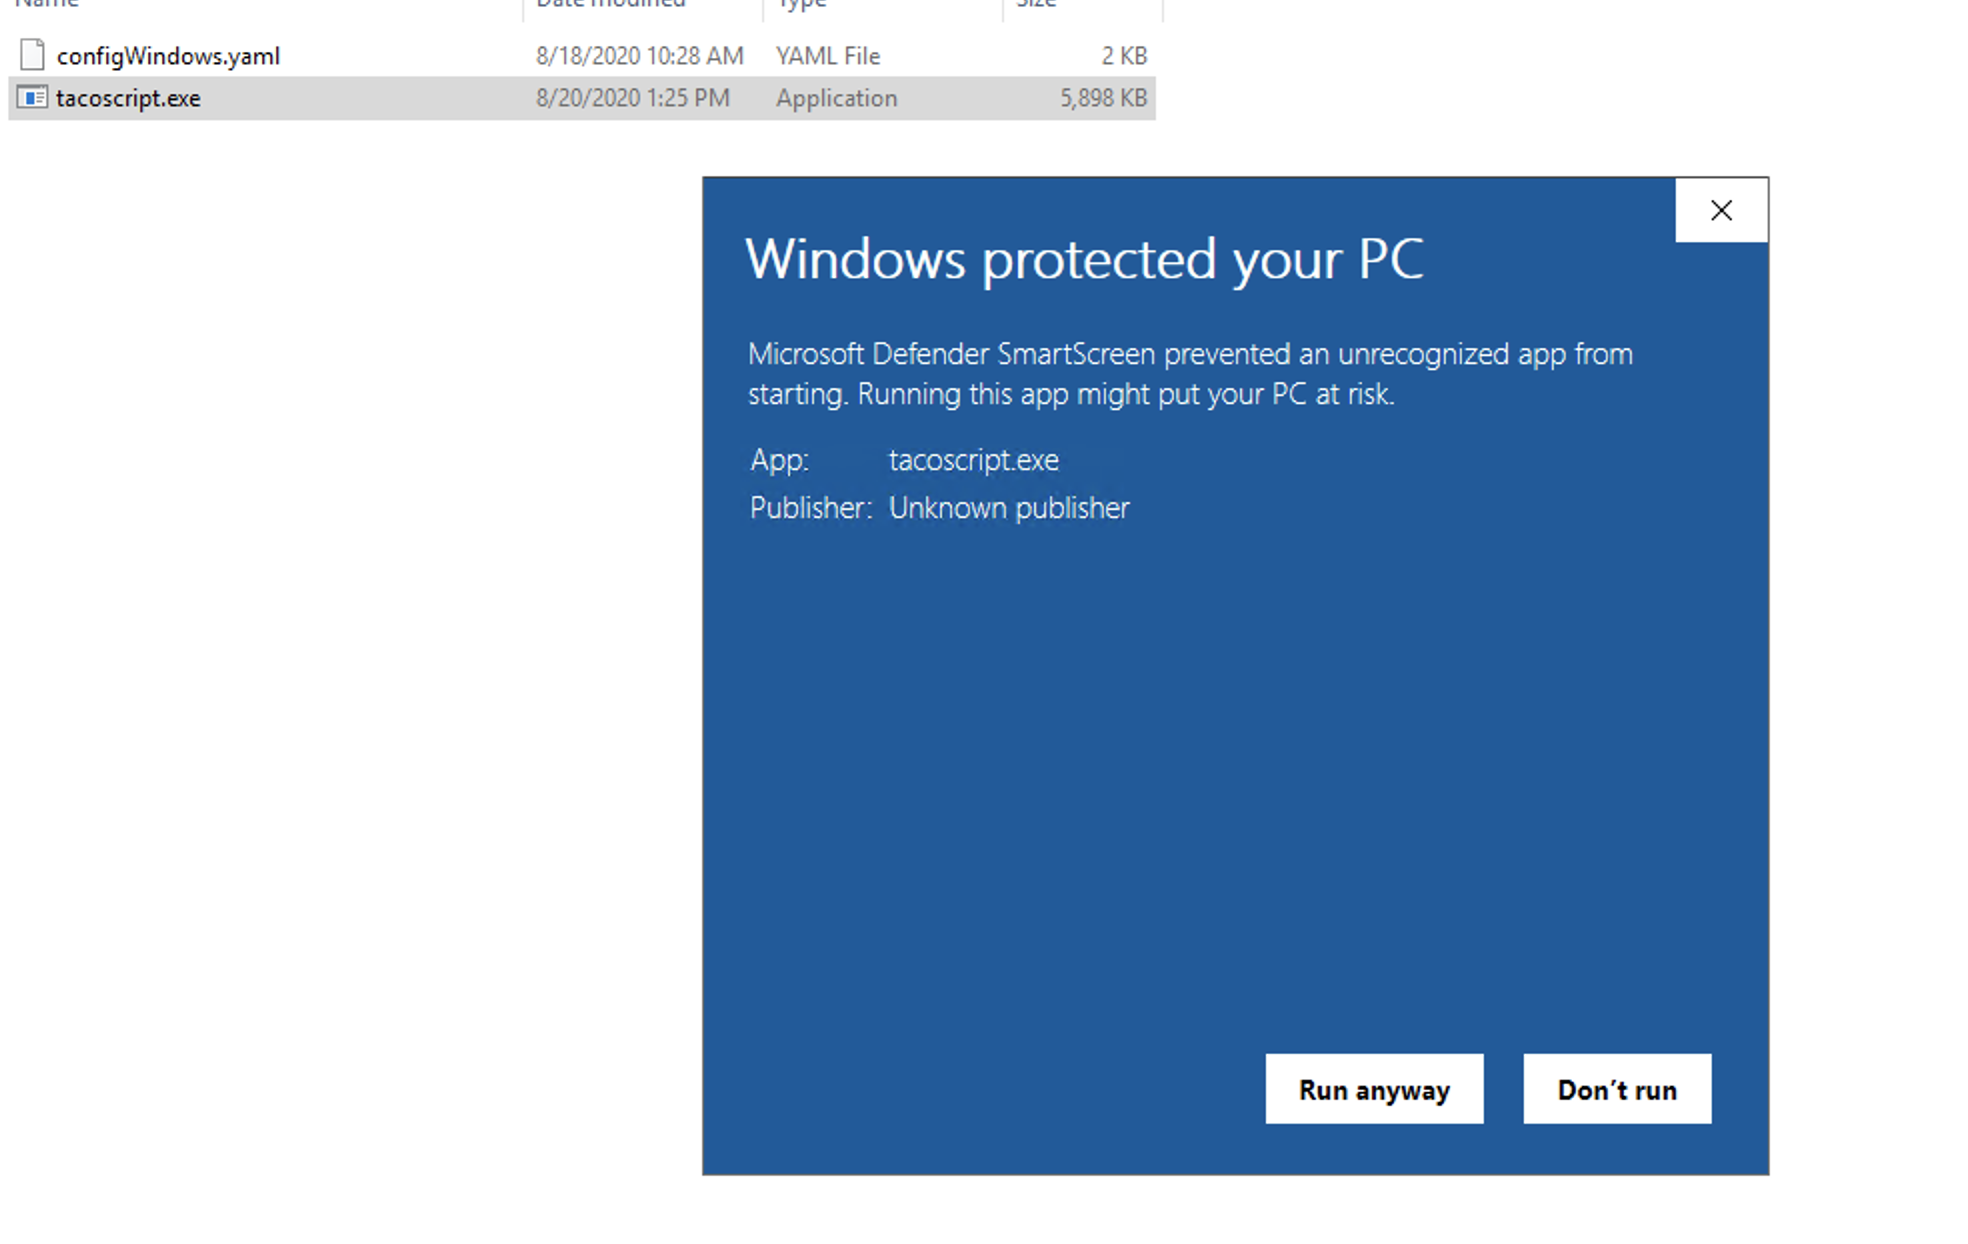 Name Date modified Type Size
configWindows.yaml 8/18/2020 10:28 AM YAML File 2 KB
tacoscript.exe 8/20/2020 1:25 PM Application 5,898 KB
Windows protected your PC
Microsoft Defender SmartScreen prevented an unrecognized app from
starting. Running this app might put your PC at risk.
App: tacoscript.exe
Publisher: Unknown publisher
Run anyway Don’t run